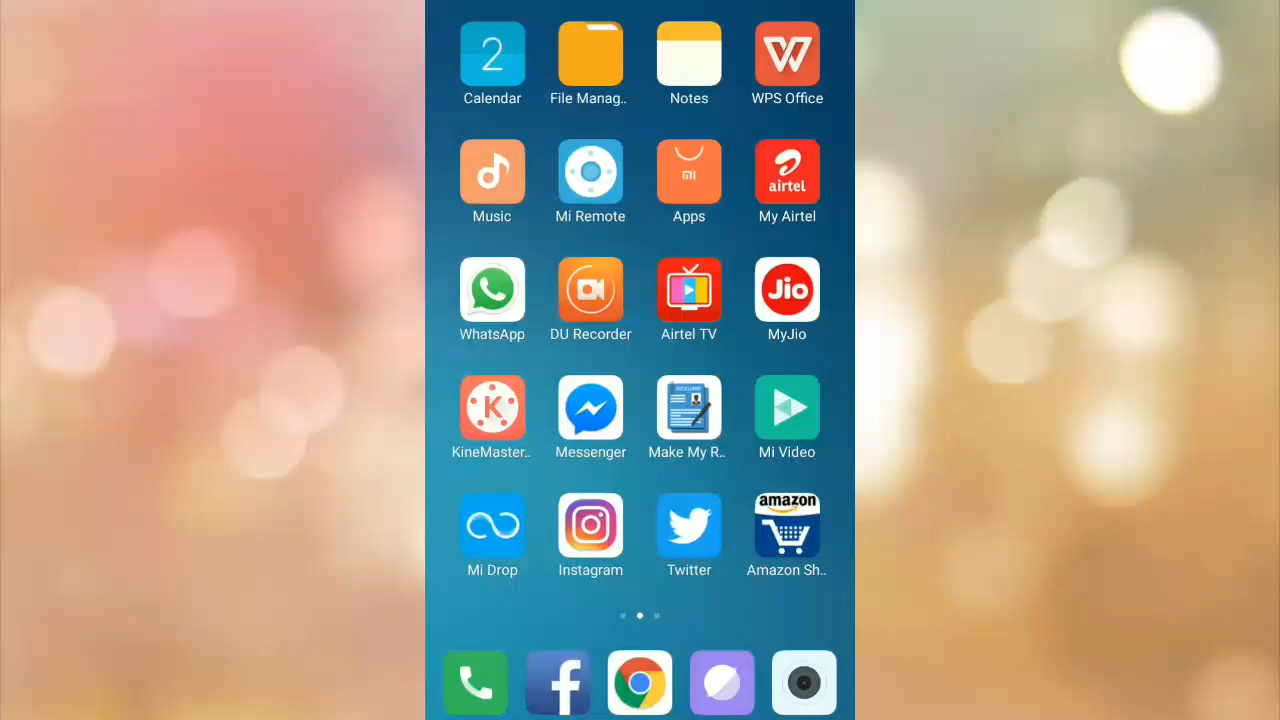 2
Calendar File Manag.. Notes WPS Office
MI airtel
Music Mi Remote Apps My Airtel
Jio
WhatsApp DU Recorder Airtel TV MyJio
K RESUME
KineMaster.. Messenger Make My R.. Mi Video
amazon
Mi Drop Instagram Twitter Amazon Sh..